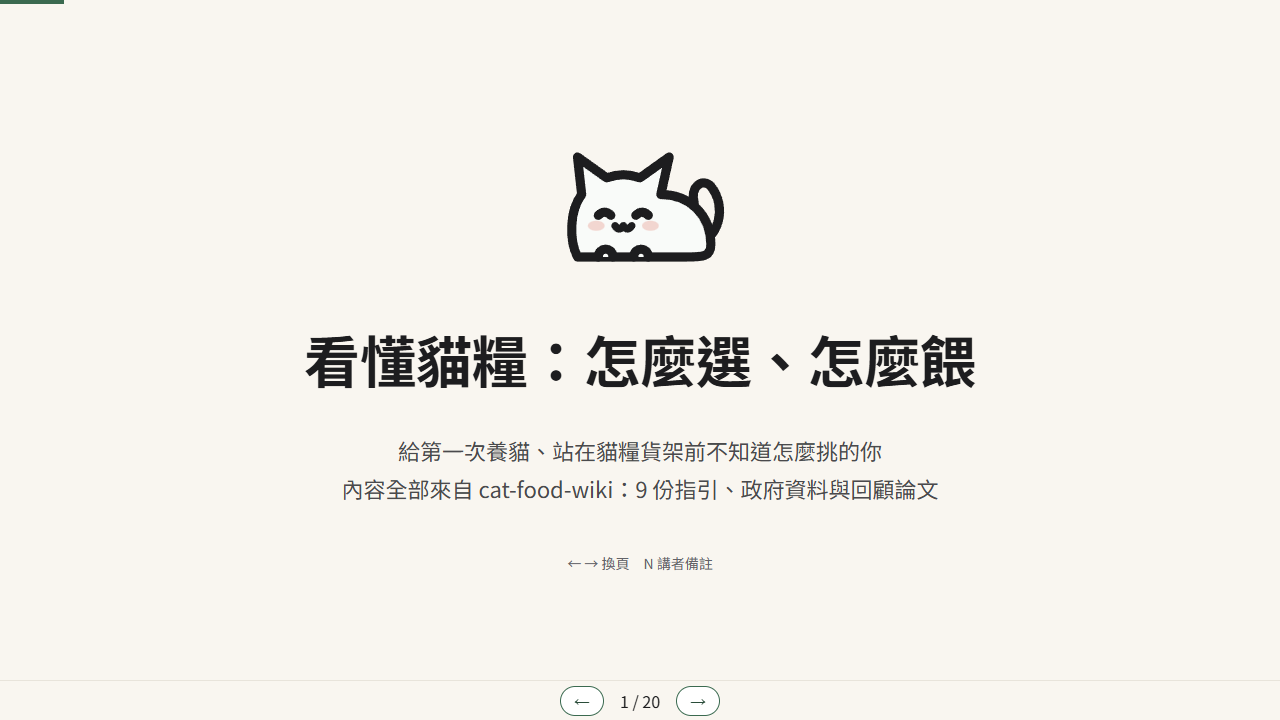 看懂貓糧：怎麼選、怎麼餵
給第一次養貓、站在貓糧貨架前不知道怎麼挑的你
內容全部來自 cat-food-wiki：9 份指引、政府資料與回顧論文
← → 換頁　N 講者備註
← 1 / 20 →